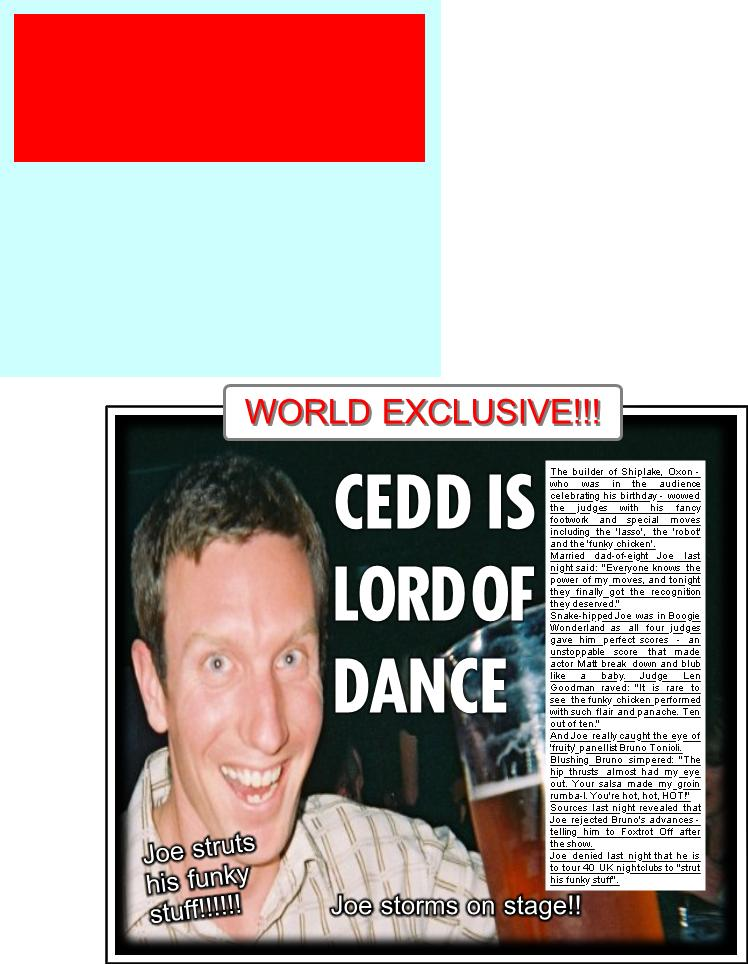 WORLD EXCLUSIVE!!!
CEDD IS
LORD OF
DANCE
The builder of Shiplake, Oxon -
who was in the audience
celebrating his birthday - wowed
the judges with his fancy
footwork and special moves
including the 'lasso', the 'robot'
and the 'funky chicken'.
Married dad-of-eight Joe last
night said: "Everyone knows the
power of my moves, and tonight
they finally got the recognition
they deserved."
Snake-hipped Joe was in Boogie
Wonderland as all four judges
gave him perfect scores - an
unstoppable score that made
actor Matt break down and blub
like a baby. Judge Len
Goodman raved: "It is rare to
see the funky chicken performed
with such flair and panache. Ten
out of ten."
And Joe really caught the eye of
'fruity' panellist Bruno Tonioli.
Blushing Bruno simpered: "The
hip thrusts almost had my eye
out. Your salsa made my groin
rumba-l. You're hot, hot, HOT!"
Sources last night revealed that
Joe rejected Bruno's advances -
telling him to Foxtrot Off after
the show.
Joe denied last night that he is
to tour 40 UK nightclubs to "strut
his funky stuff".
Joe struts
his funky
stuff!!!!!!
Joe storms on stage!!